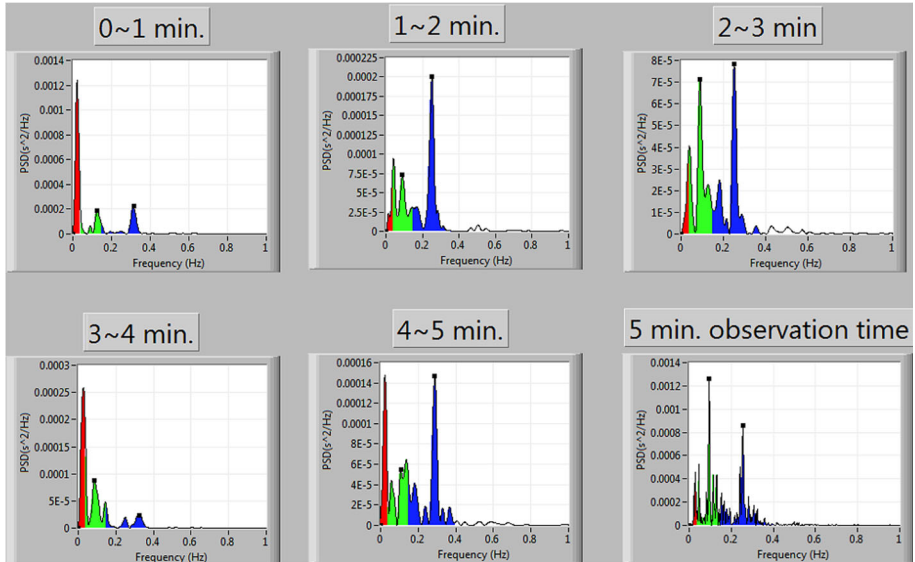 0~1 min.
PSD(s^2/Hz)
0.0014
0.0012
0.001
0.0008
0.0006
0.0004
0.0002
0
0 0.2 0.4 0.6 0.8 1
Frequency (Hz)
1~2 min.
PSD(s^2/Hz)
0.000225
0.0002
0.000175
0.00015
0.000125
0.0001
7.5E-5
5E-5
2.5E-5
0
0 0.2 0.4 0.6 0.8 1
Frequency (Hz)
2~3 min
PSD(s^2/Hz)
8E-5
7E-5
6E-5
5E-5
4E-5
3E-5
2E-5
1E-5
0
0 0.2 0.4 0.6 0.8 1
Frequency (Hz)
3~4 min.
PSD(s^2/Hz)
0.0003
0.00025
0.0002
0.00015
0.0001
5E-5
0
0 0.2 0.4 0.6 0.8 1
Frequency (Hz)
4~5 min.
PSD(s^2/Hz)
0.00016
0.00014
0.00012
0.0001
8E-5
6E-5
4E-5
2E-5
0
0 0.2 0.4 0.6 0.8 1
Frequency (Hz)
5 min. observation time
PSD(s^2/Hz)
0.0014
0.0012
0.001
0.0008
0.0006
0.0004
0.0002
0
0 0.2 0.4 0.6 0.8 1
Frequency (Hz)